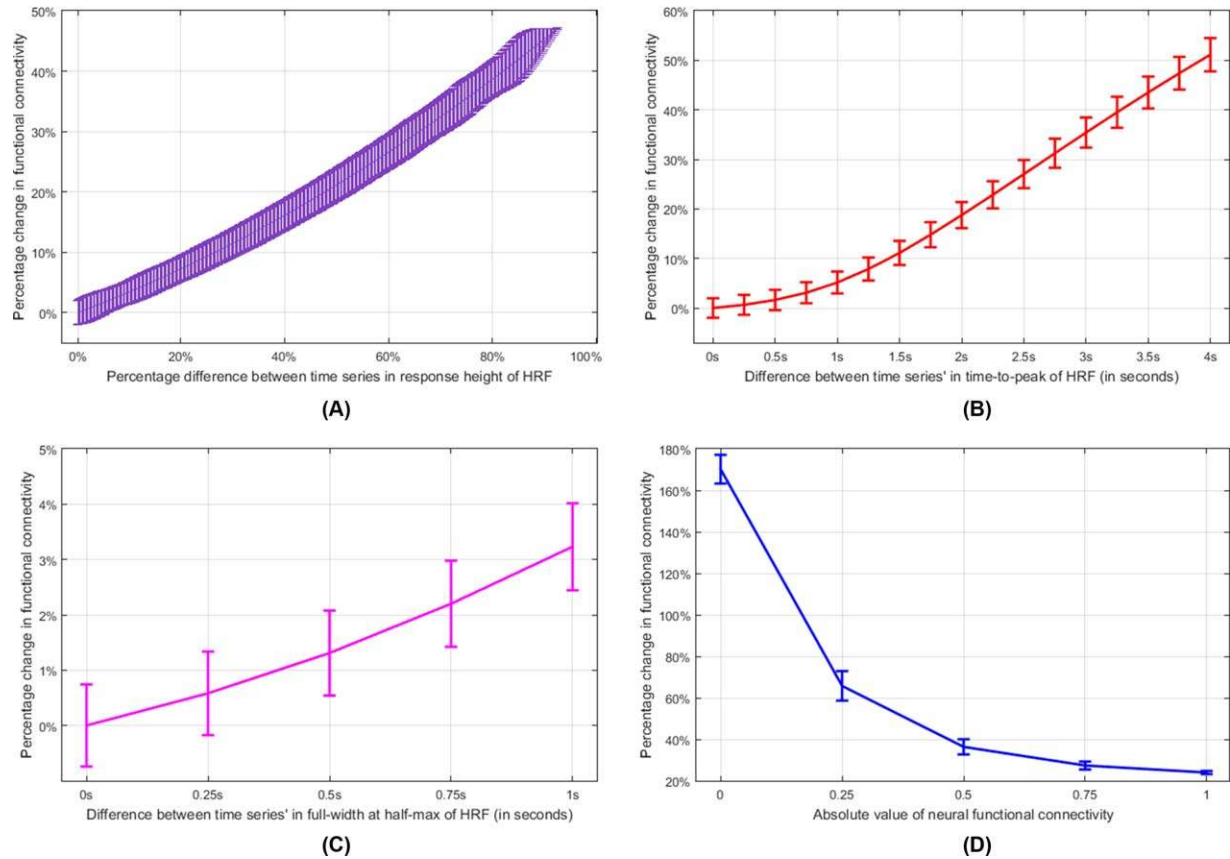 Percentage change in functional connectivity
50%
40%
30%
20%
10%
0%
0%
20%
40%
60%
80%
100%
Percentage difference between time series in response height of HRF
(A)
Percentage change in functional connectivity
60%
50%
40%
30%
20%
10%
0%
0s
0.5s
1s
1.5s
2s
2.5s
3s
3.5s
4s
Difference between time series' in time-to-peak of HRF (in seconds)
(B)
Percentage change in functional connectivity
5%
4%
3%
2%
1%
0%
0s
0.25s
0.5s
0.75s
1s
Difference between time series' in full-width at half-max of HRF (in seconds)
(C)
Percentage change in functional connectivity
180%
160%
140%
120%
100%
80%
60%
40%
20%
0
0.25
0.5
0.75
1
Absolute value of neural functional connectivity
(D)